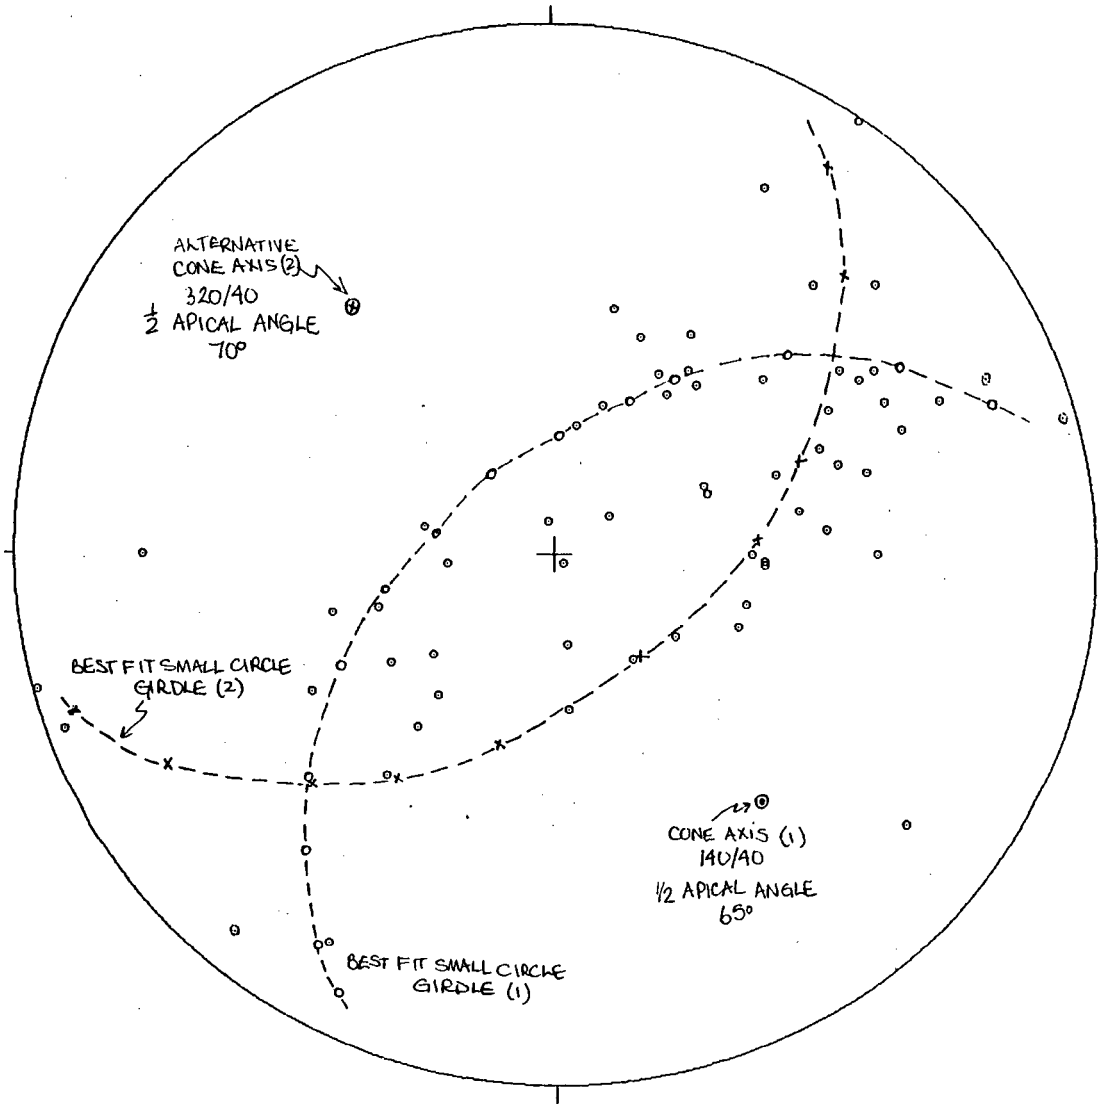 ALTERNATIVE
CONE AXIS (2)
320/40
1/2 APICAL ANGLE
70°
BEST FIT SMALL CIRCLE
GIRDLE (2)
CONE AXIS (1)
140/40
1/2 APICAL ANGLE
65°
BEST FIT SMALL CIRCLE
GIRDLE (1)